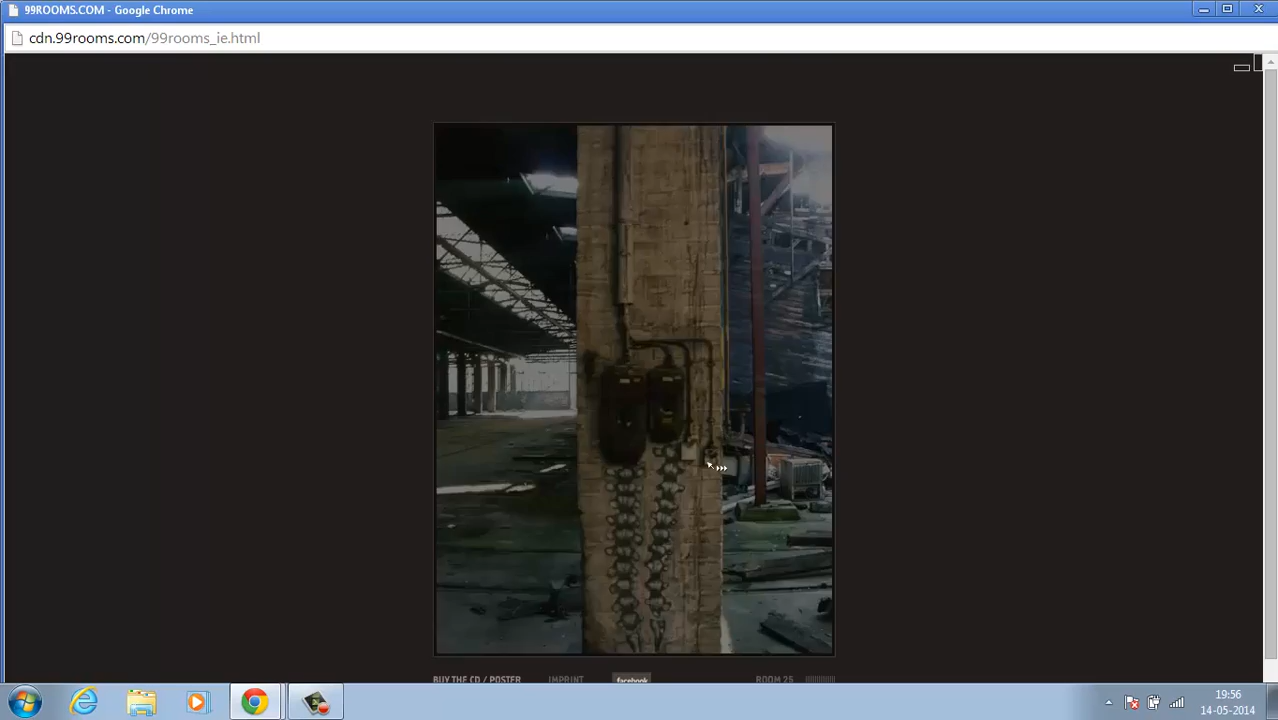 99ROOMS.COM - Google Chrome
cdn.99rooms.com/99rooms_ie.html
BUY THE CD / POSTER IMPRINT facebook ROOM 25
19:56
14-05-2014